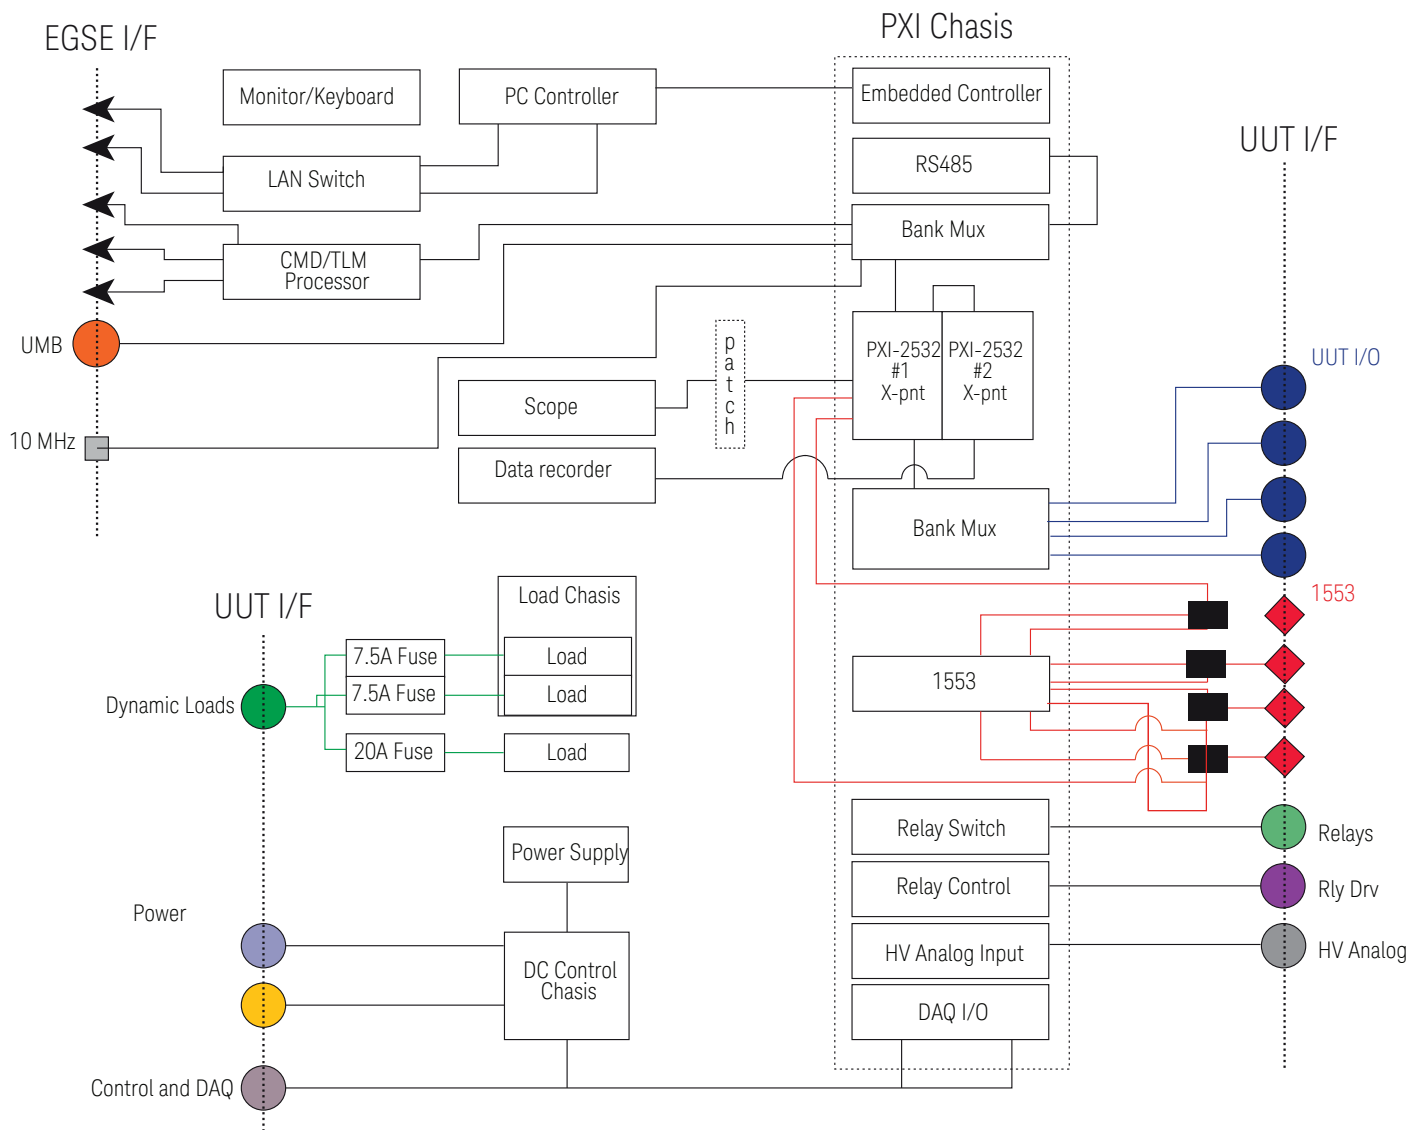 EGSE I/F
PXI Chasis
UUT I/F
Monitor/Keyboard
PC Controller
Embedded Controller
LAN Switch
RS485
CMD/TLM
Processor
Bank Mux
UMB
10 MHz
Scope
Data recorder
patch
PXI-2532
#1
X-pnt
PXI-2532
#2
X-pnt
UUT I/O
Bank Mux
1553
1553
UUT I/F
Load Chasis
7.5A Fuse
Load
7.5A Fuse
Load
Dynamic Loads
20A Fuse
Load
Relay Switch
Relays
Relay Control
Rly Drv
HV Analog Input
HV Analog
DAQ I/O
Power Supply
Power
DC Control
Chasis
Control and DAQ